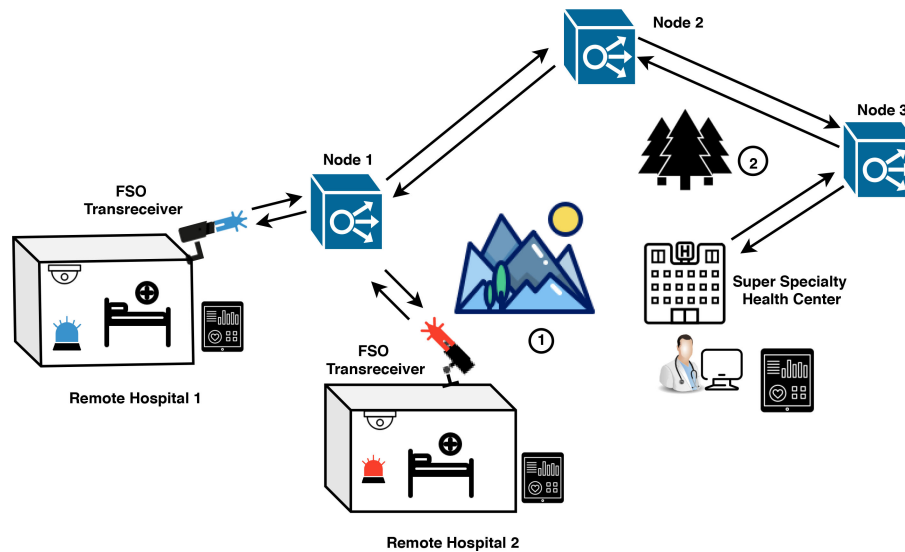 Node 2
Node 3
2
Node 1
FSO
Transreceiver
H
Super Specialty
Health Center
1
FSO
Transreceiver
Remote Hospital 1
Remote Hospital 2